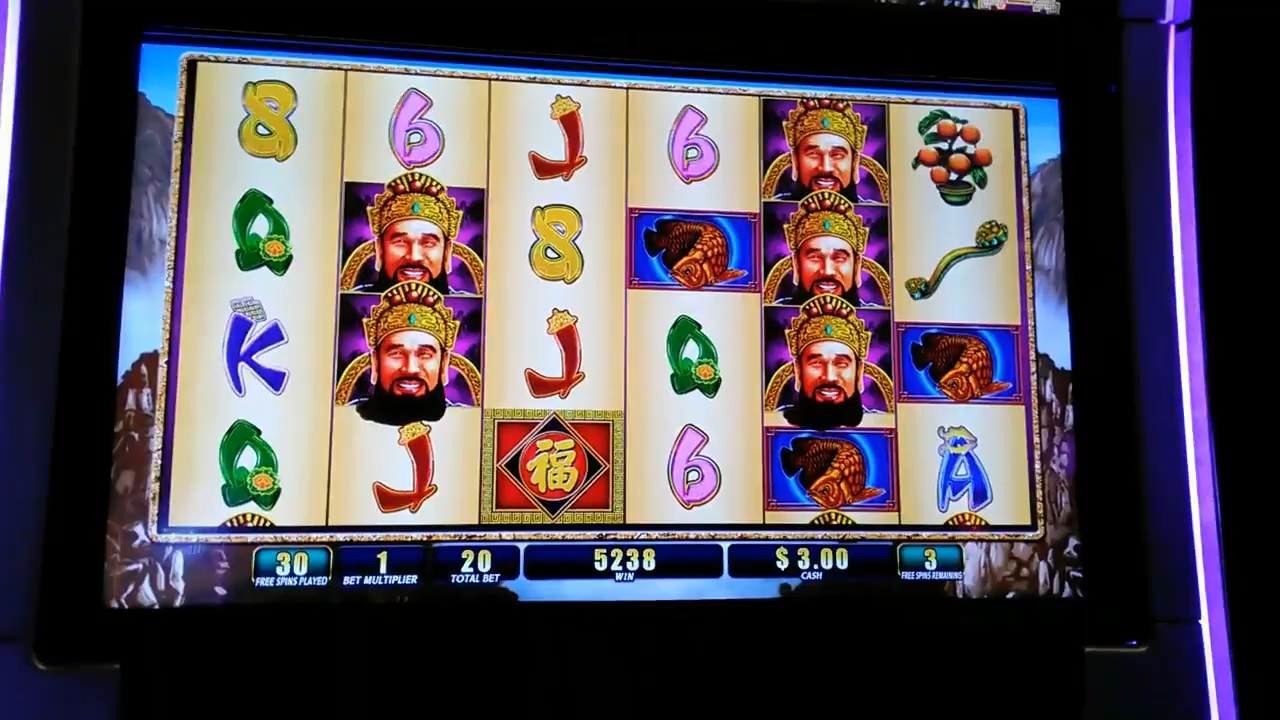 8 6 J 6
Q 8
K J Q
Q J 福 6 A
30 1 20 5238 $3.00 3
FREE SPINS PLAYED BET MULTIPLIER TOTAL BET WIN CASH FREE SPINS REMAINING